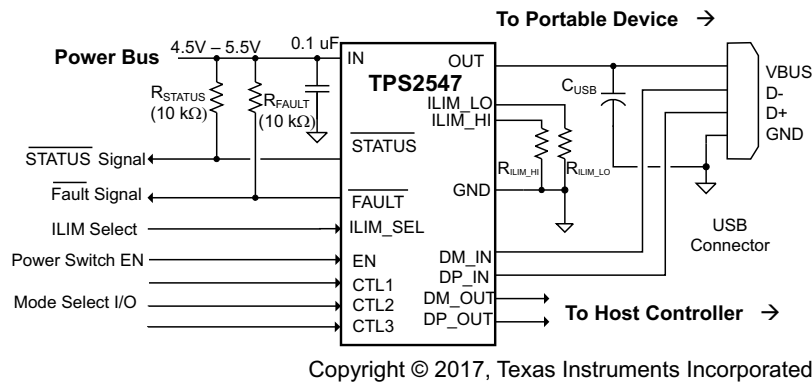 To Portable Device →
Power Bus
4.5V – 5.5V
0.1 uF
IN
OUT
TPS2547
VBUS
D-
D+
GND
R_STATUS
(10 kΩ)
R_FAULT
(10 kΩ)
C_USB
ILIM_LO
ILIM_HI
STATUS Signal
STATUS
R_ILIM_HI
R_ILIM_LO
Fault Signal
FAULT
GND
ILIM Select
ILIM_SEL
USB
Connector
Power Switch EN
EN
DM_IN
DP_IN
CTL1
Mode Select I/O
CTL2
CTL3
DM_OUT
DP_OUT
To Host Controller →
Copyright © 2017, Texas Instruments Incorporated